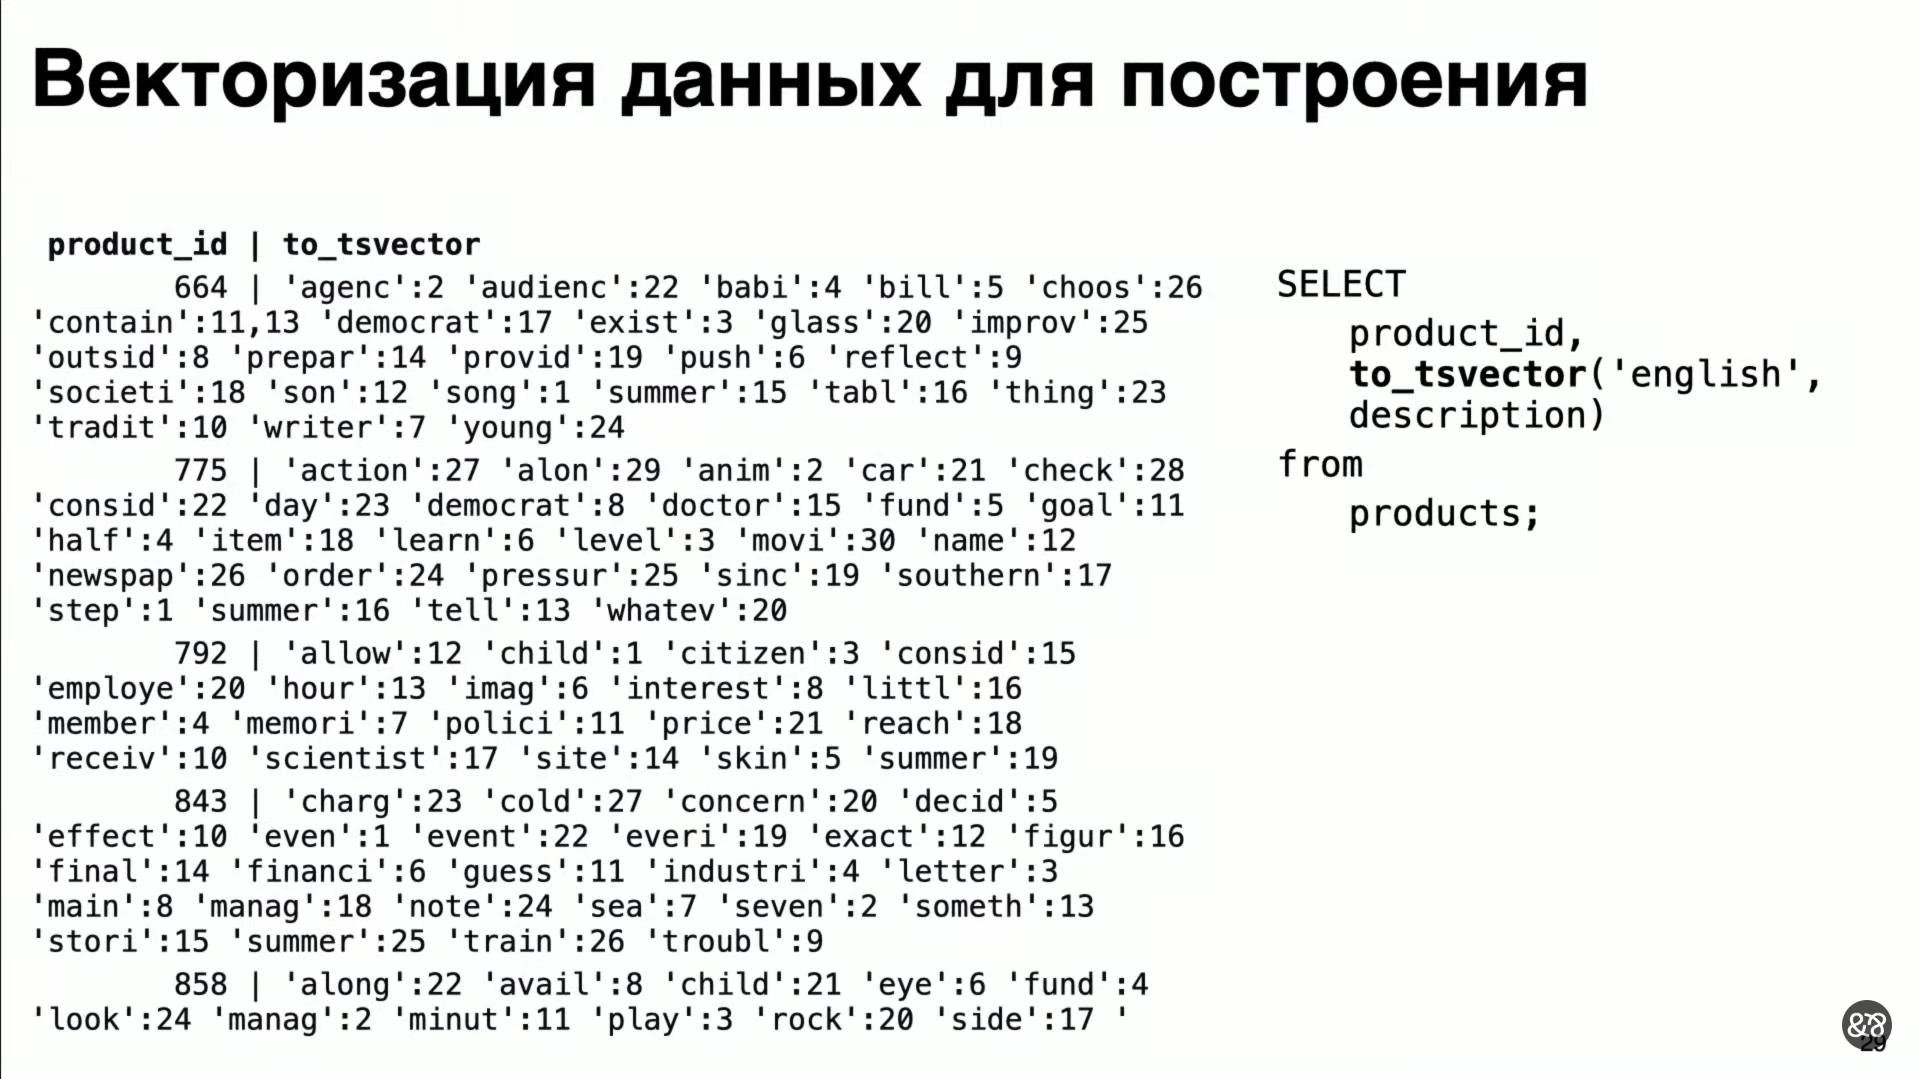 Векторизация данных для построения
product_id | to_tsvector
664 | 'agenc':2 'audienc':22 'babi':4 'bill':5 'choos':26
'contain':11,13 'democrat':17 'exist':3 'glass':20 'improv':25
'outsid':8 'prepar':14 'provid':19 'push':6 'reflect':9
'societi':18 'son':12 'song':1 'summer':15 'tabl':16 'thing':23
'tradit':10 'writer':7 'young':24
775 | 'action':27 'alon':29 'anim':2 'car':21 'check':28
'consid':22 'day':23 'democrat':8 'doctor':15 'fund':5 'goal':11
'half':4 'item':18 'learn':6 'level':3 'movi':30 'name':12
'newspap':26 'order':24 'pressur':25 'sinc':19 'southern':17
'step':1 'summer':16 'tell':13 'whatev':20
792 | 'allow':12 'child':1 'citizen':3 'consid':15
'employe':20 'hour':13 'imag':6 'interest':8 'littl':16
'member':4 'memori':7 'polici':11 'price':21 'reach':18
'receiv':10 'scientist':17 'site':14 'skin':5 'summer':19
843 | 'charg':23 'cold':27 'concern':20 'decid':5
'effect':10 'even':1 'event':22 'everi':19 'exact':12 'figur':16
'final':14 'financi':6 'guess':11 'industri':4 'letter':3
'main':8 'manag':18 'note':24 'sea':7 'seven':2 'someth':13
'stori':15 'summer':25 'train':26 'troubl':9
858 | 'along':22 'avail':8 'child':21 'eye':6 'fund':4
'look':24 'manag':2 'minut':11 'play':3 'rock':20 'side':17 '
SELECT
product_id,
to_tsvector('english',
description)
from
products;
29